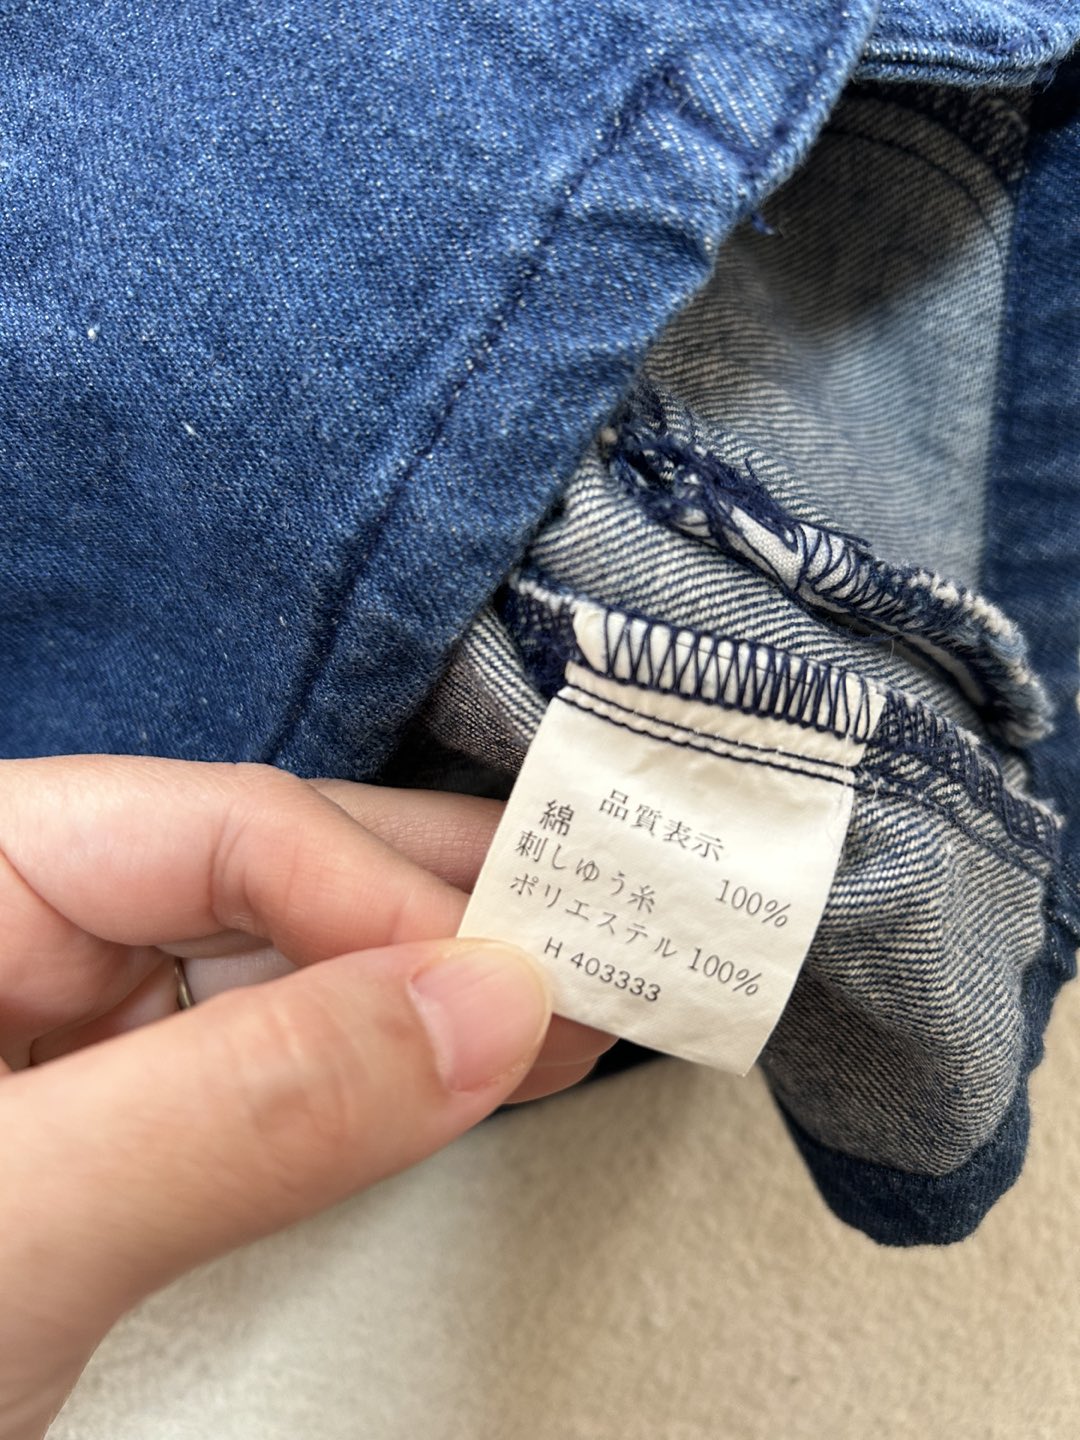 品質表示
綿 100%
刺しゅう糸
ポリエステル 100%
H 403333